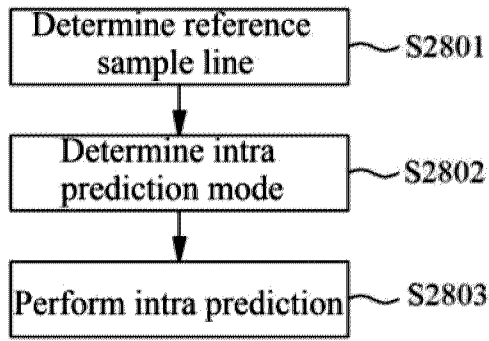 Determine reference
sample line
S2801
Determine intra
prediction mode
S2802
Perform intra prediction
S2803